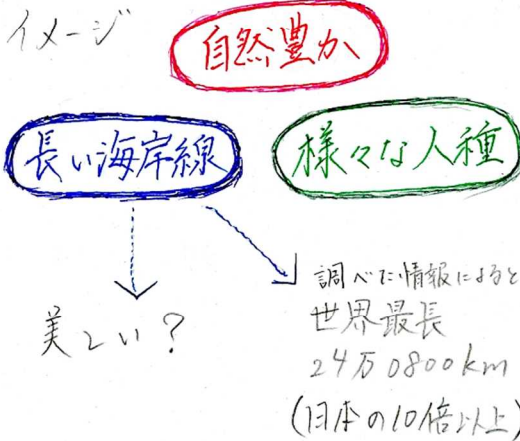 イメージ
自然豊か
長い海岸線
様々な人種
美しい?
調べた情報によると
世界最長
24万0800km
(日本の10倍以上)